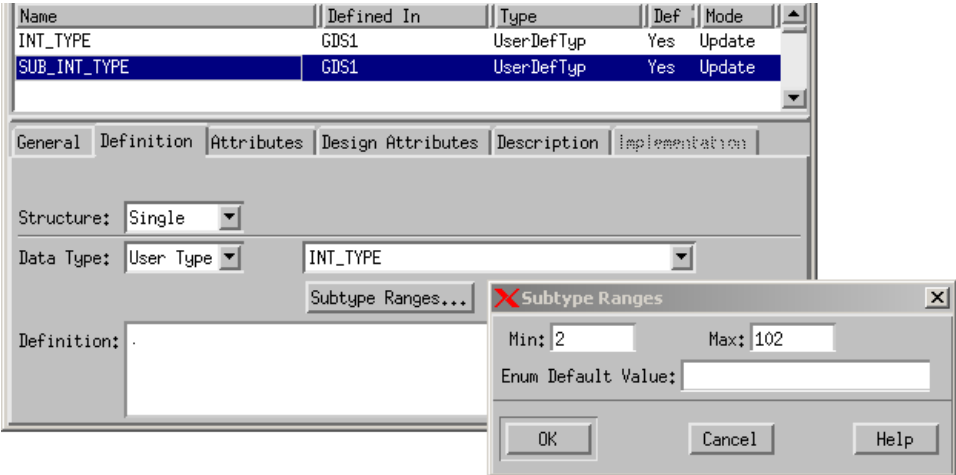 Name Defined In Type Def Mode
INT_TYPE GDS1 UserDefTyp Yes Update
SUB_INT_TYPE GDS1 UserDefTyp Yes Update
General Definition Attributes Design Attributes Description Implementation
Structure: Single
Data Type: User Type INT_TYPE
Subtype Ranges...
Definition: .
Subtype Ranges
Min: 2 Max: 102
Enum Default Value:
OK Cancel Help